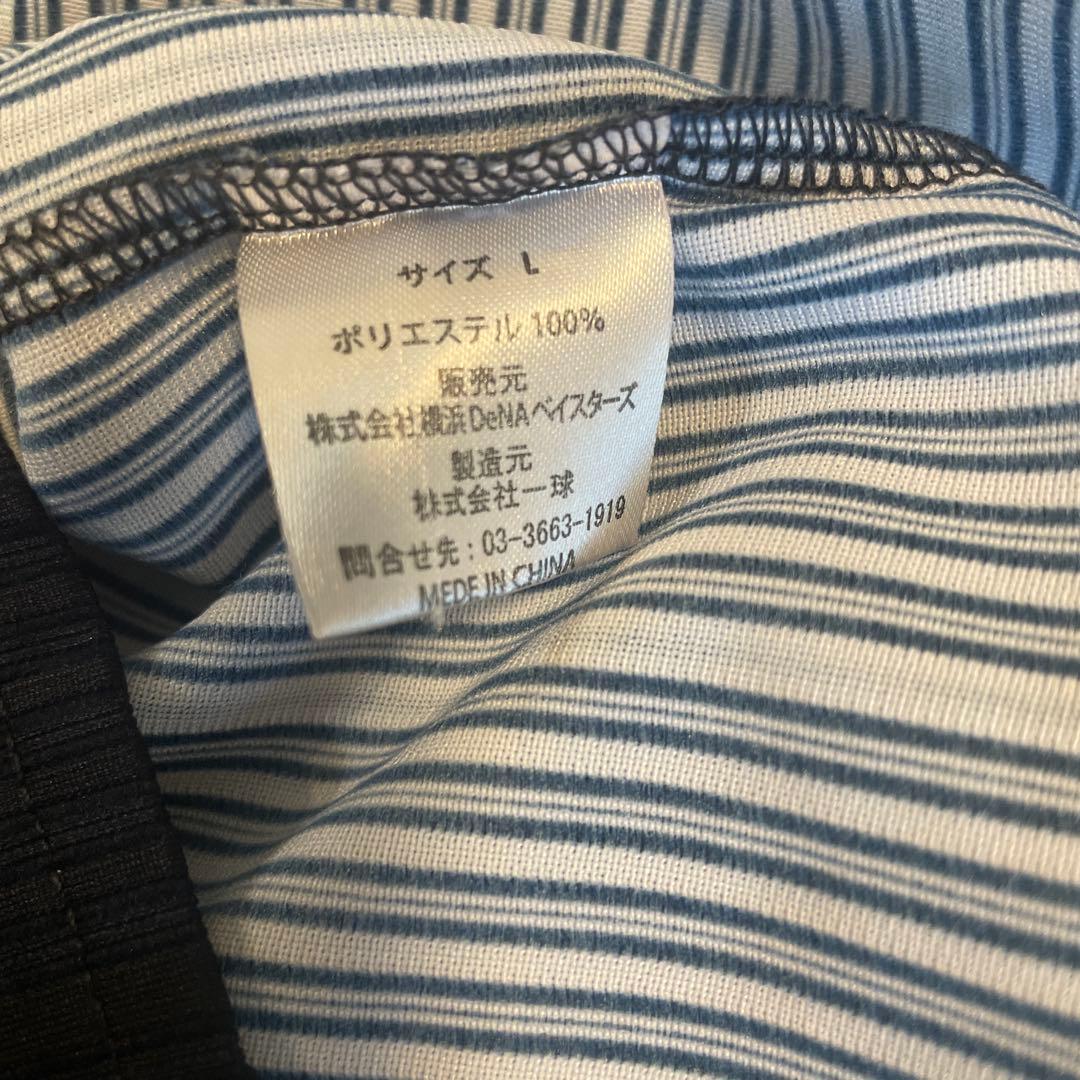 サイズ L
ポリエステル 100%
販売元
株式会社横浜DeNAベイスターズ
製造元
株式会社一球
問合せ先：03-3663-1919
MEDE IN CHINA